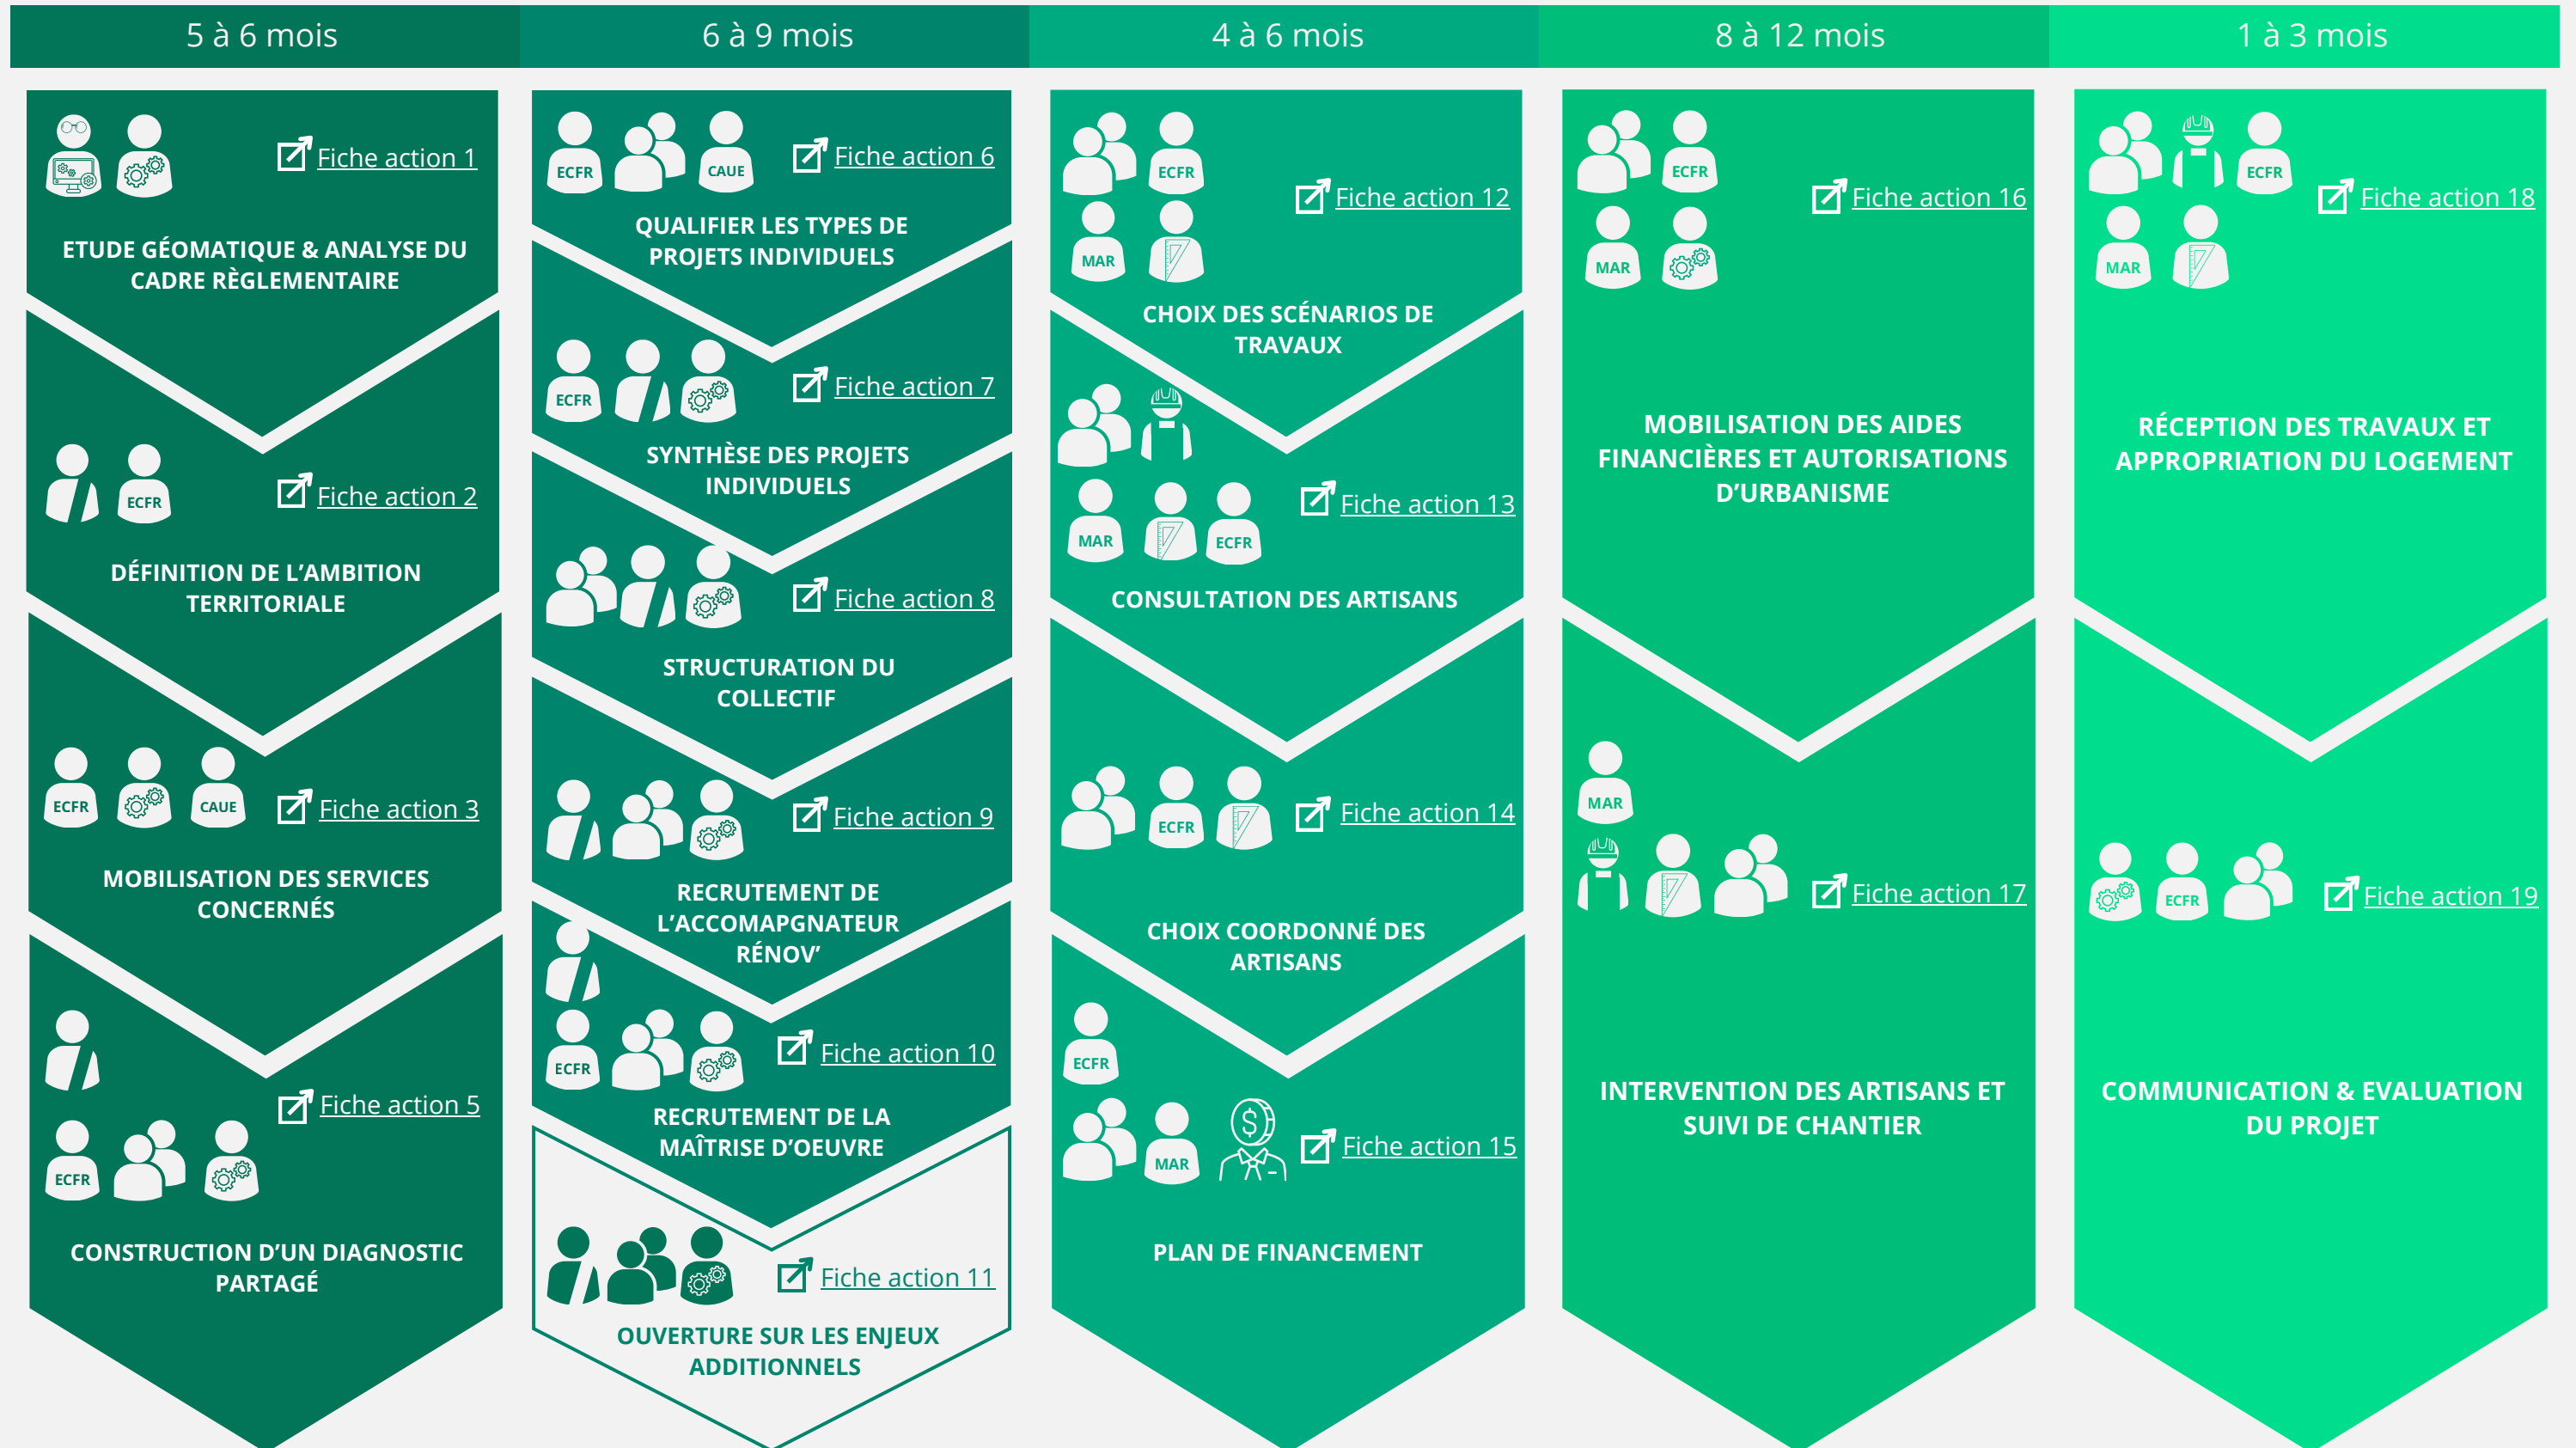 5 à 6 mois
6 à 9 mois
4 à 6 mois
8 à 12 mois
1 à 3 mois
Fiche action 1
ETUDE GÉOMATIQUE & ANALYSE DU
CADRE RÈGLEMENTAIRE
ECFR
Fiche action 2
DÉFINITION DE L’AMBITION
TERRITORIALE
ECFR
CAUE
Fiche action 3
MOBILISATION DES SERVICES
CONCERNÉS
Fiche action 5
ECFR
CONSTRUCTION D’UN DIAGNOSTIC
PARTAGÉ
ECFR
CAUE
Fiche action 6
QUALIFIER LES TYPES DE
PROJETS INDIVIDUELS
ECFR
Fiche action 7
SYNTHÈSE DES PROJETS
INDIVIDUELS
Fiche action 8
STRUCTURATION DU
COLLECTIF
Fiche action 9
RECRUTEMENT DE
L’ACCOMAPGNATEUR
RÉNOV’
ECFR
Fiche action 10
RECRUTEMENT DE LA
MAÎTRISE D’OEUVRE
Fiche action 11
OUVERTURE SUR LES ENJEUX
ADDITIONNELS
ECFR
Fiche action 12
MAR
CHOIX DES SCÉNARIOS DE
TRAVAUX
Fiche action 13
MAR
ECFR
CONSULTATION DES ARTISANS
ECFR
Fiche action 14
CHOIX COORDONNÉ DES
ARTISANS
ECFR
MAR
$
Fiche action 15
PLAN DE FINANCEMENT
ECFR
Fiche action 16
MAR
MOBILISATION DES AIDES
FINANCIÈRES ET AUTORISATIONS
D’URBANISME
MAR
Fiche action 17
INTERVENTION DES ARTISANS ET
SUIVI DE CHANTIER
ECFR
Fiche action 18
MAR
RÉCEPTION DES TRAVAUX ET
APPROPRIATION DU LOGEMENT
ECFR
Fiche action 19
COMMUNICATION & EVALUATION
DU PROJET